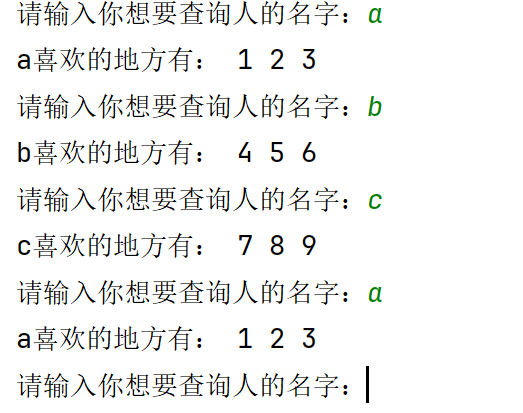 请输入你想要查询人的名字：a
a喜欢的地方有： 1 2 3
请输入你想要查询人的名字：b
b喜欢的地方有： 4 5 6
请输入你想要查询人的名字：c
c喜欢的地方有： 7 8 9
请输入你想要查询人的名字：a
a喜欢的地方有： 1 2 3
请输入你想要查询人的名字：